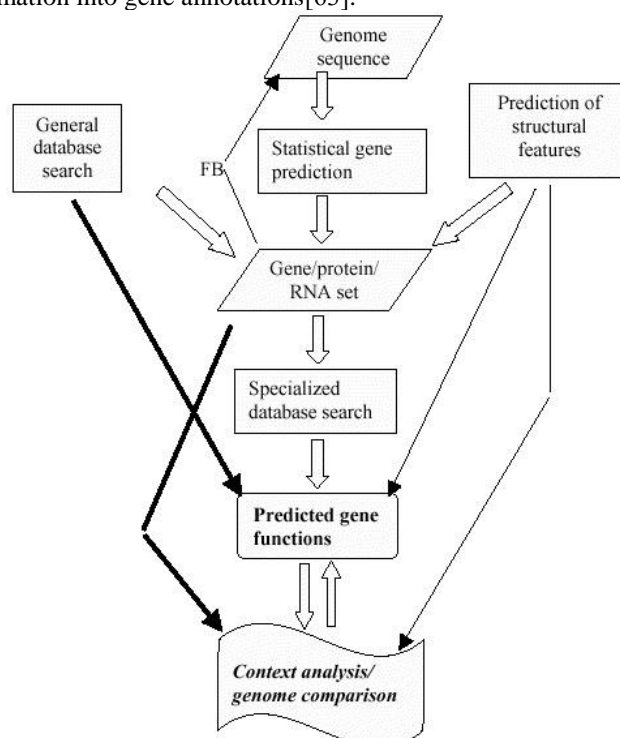 mation into gene annotations[65].
Genome
sequence
General
database
search
Statistical gene
prediction
Prediction of
structural
features
FB
Gene/protein/
RNA set
Specialized
database search
Predicted gene
functions
Context analysis/
genome comparison